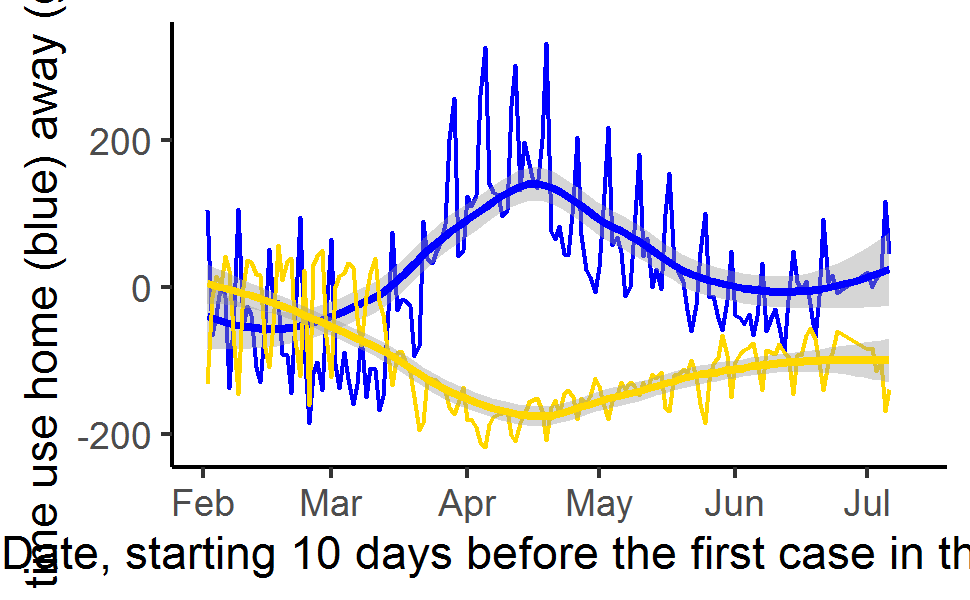 time use home (blue) away (
200
0
-200
Feb Mar Apr May Jun Jul
Date, starting 10 days before the first case in th